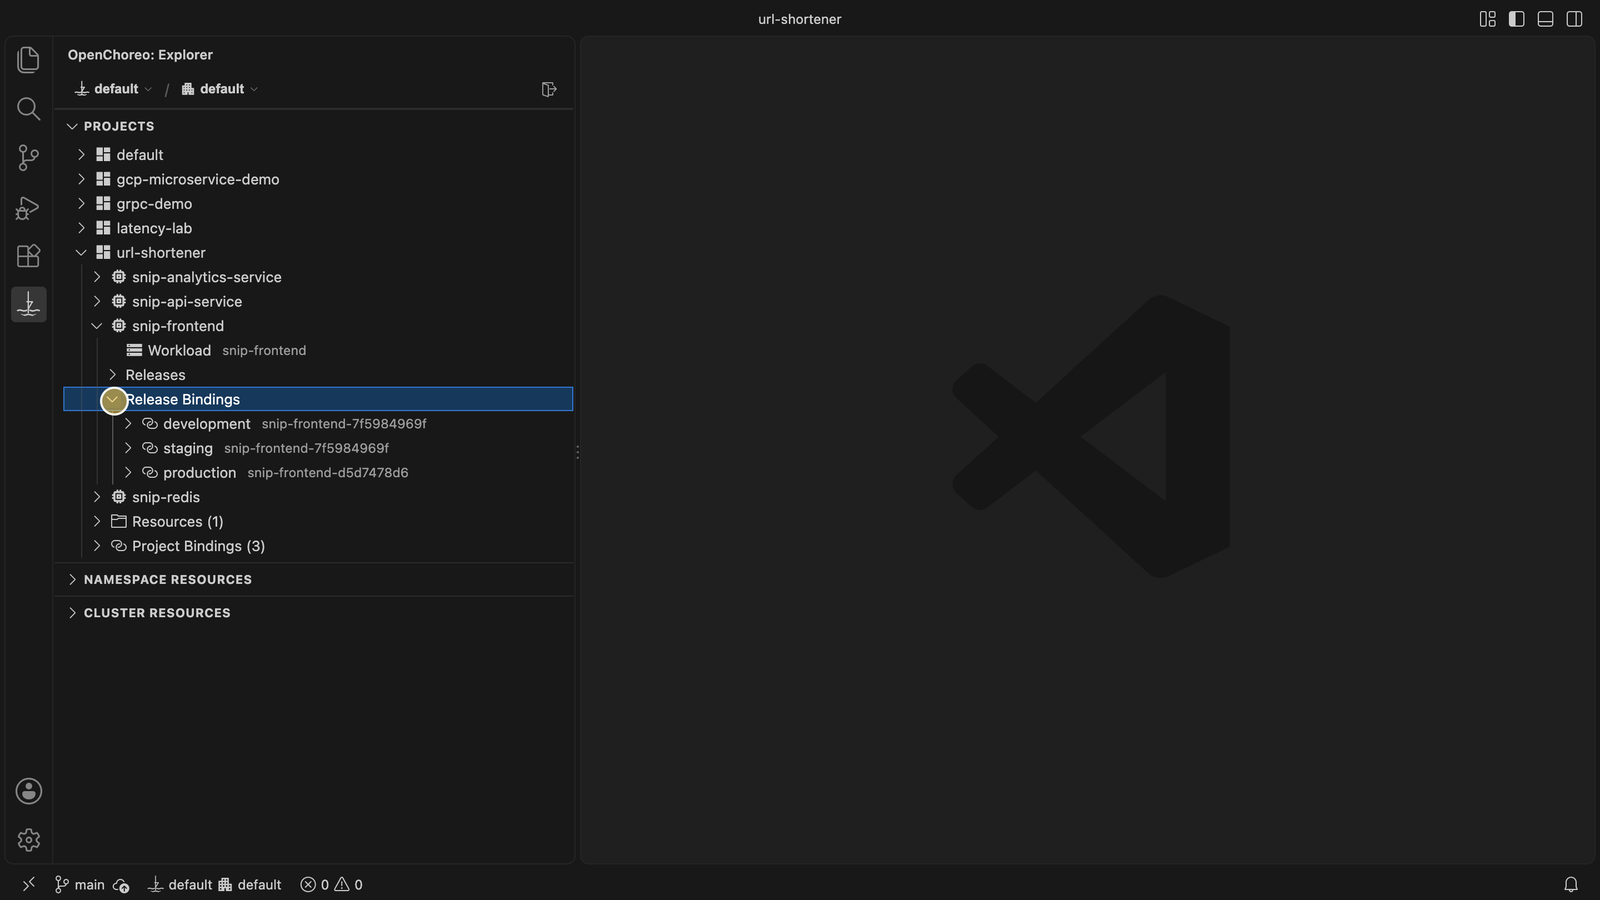 url-shortener
OpenChoreo: Explorer
default / default
PROJECTS
default
gcp-microservice-demo
grpc-demo
latency-lab
url-shortener
snip-analytics-service
snip-api-service
snip-frontend
Workload snip-frontend
Releases
Release Bindings
development snip-frontend-7f5984969f
staging snip-frontend-7f5984969f
production snip-frontend-d5d7478d6
snip-redis
Resources (1)
Project Bindings (3)
NAMESPACE RESOURCES
CLUSTER RESOURCES
main default default 0 0